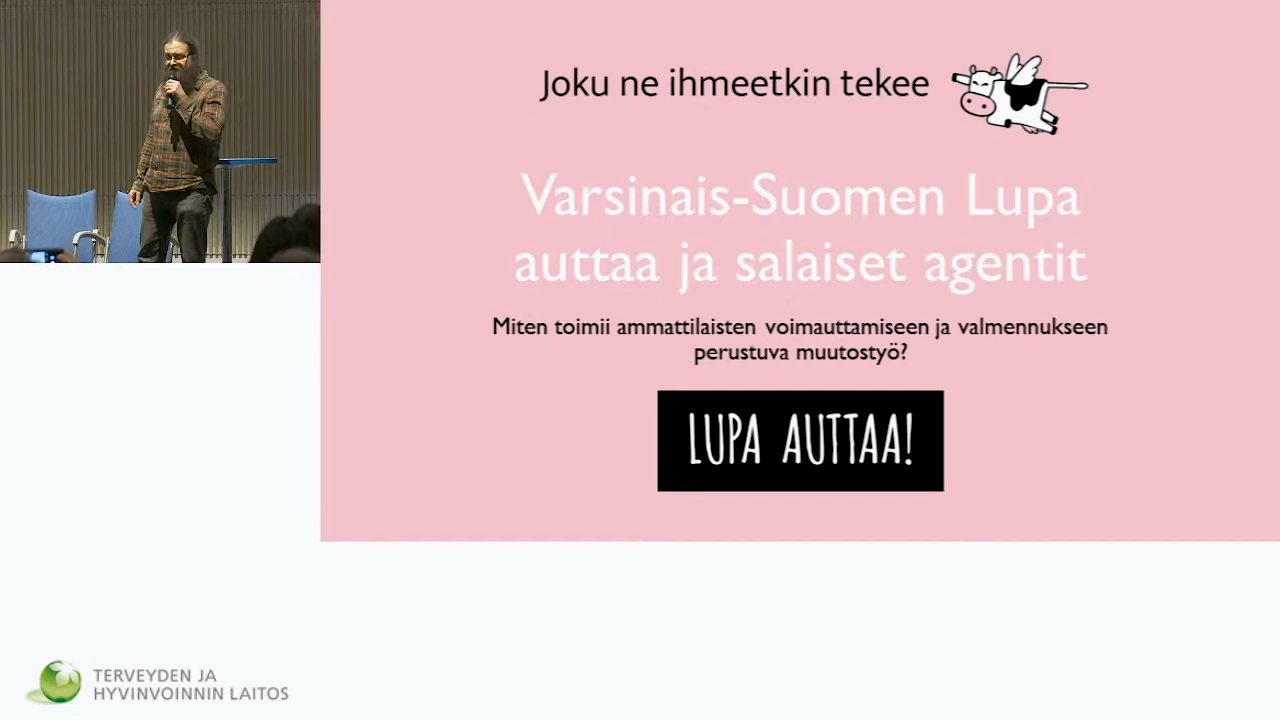 Joku ne ihmeetkin tekee
Varsinais-Suomen Lupa
auttaa ja salaiset agentit
Miten toimii ammattilaisten voimauttamiseen ja valmennukseen
perustuva muutostyö?
LUPA AUTTAA!
TERVEYDEN JA
HYVINVOINNIN LAITOS